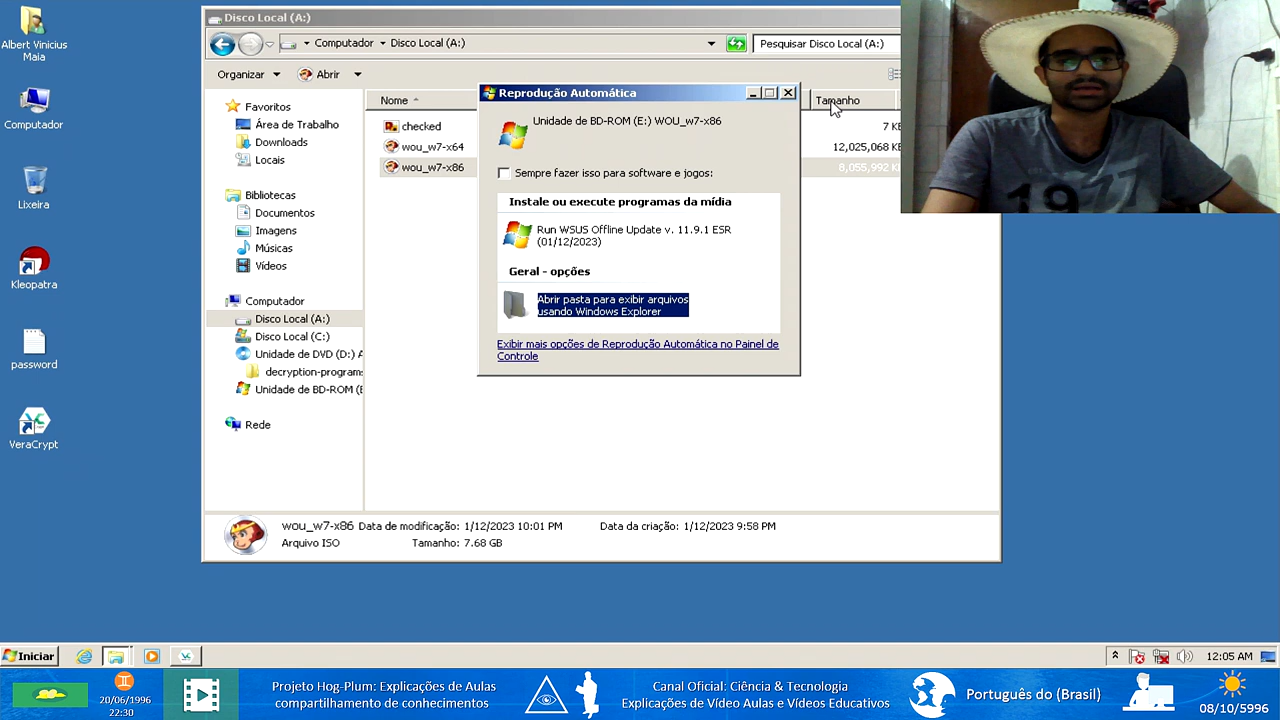 Albert Vinicius
Maia
Computador
Lixeira
Kleopatra
password
VeraCrypt
Disco Local (A:)
Computador
Disco Local (A:)
Pesquisar Disco Local (A:)
Organizar
Abrir
Favoritos
Área de Trabalho
Downloads
Locais
Bibliotecas
Documentos
Imagens
Músicas
Vídeos
Computador
Disco Local (A:)
Disco Local (C:)
Unidade de DVD (D:) A
decryption-programs
Unidade de BD-ROM (E
Rede
Nome
Tamanho
checked
7 KB
wou_w7-x64
12,025,068 KB
wou_w7-x86
8,055,992 KB
Reprodução Automática
Unidade de BD-ROM (E:) WOU_w7-x86
Sempre fazer isso para software e jogos:
Instale ou execute programas da mídia
Run WSUS Offline Update v. 11.9.1 ESR
(01/12/2023)
Geral - opções
Abrir pasta para exibir arquivos
usando Windows Explorer
Exibir mais opções de Reprodução Automática no Painel de
Controle
1977
wou_w7-x86 Data de modificação: 1/12/2023 10:01 PM
Data da criação: 1/12/2023 9:58 PM
Arquivo ISO
Tamanho: 7.68 GB
Iniciar
12:05 AM
20/06/1996
22:30
Projeto Hog-Plum: Explicações de Aulas
compartilhamento de conhecimentos
Canal Oficial: Ciência & Tecnologia
Explicações de Vídeo Aulas e Vídeos Educativos
Português do (Brasil)
08/10/5996